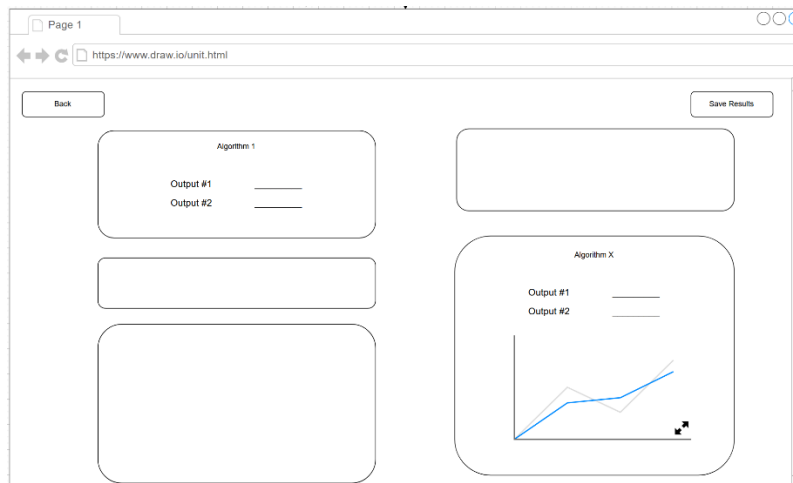 Page 1
https://www.draw.io/unit.html
Back
Save Results
Algorithm 1
Output #1
Output #2
Algorithm X
Output #1
Output #2